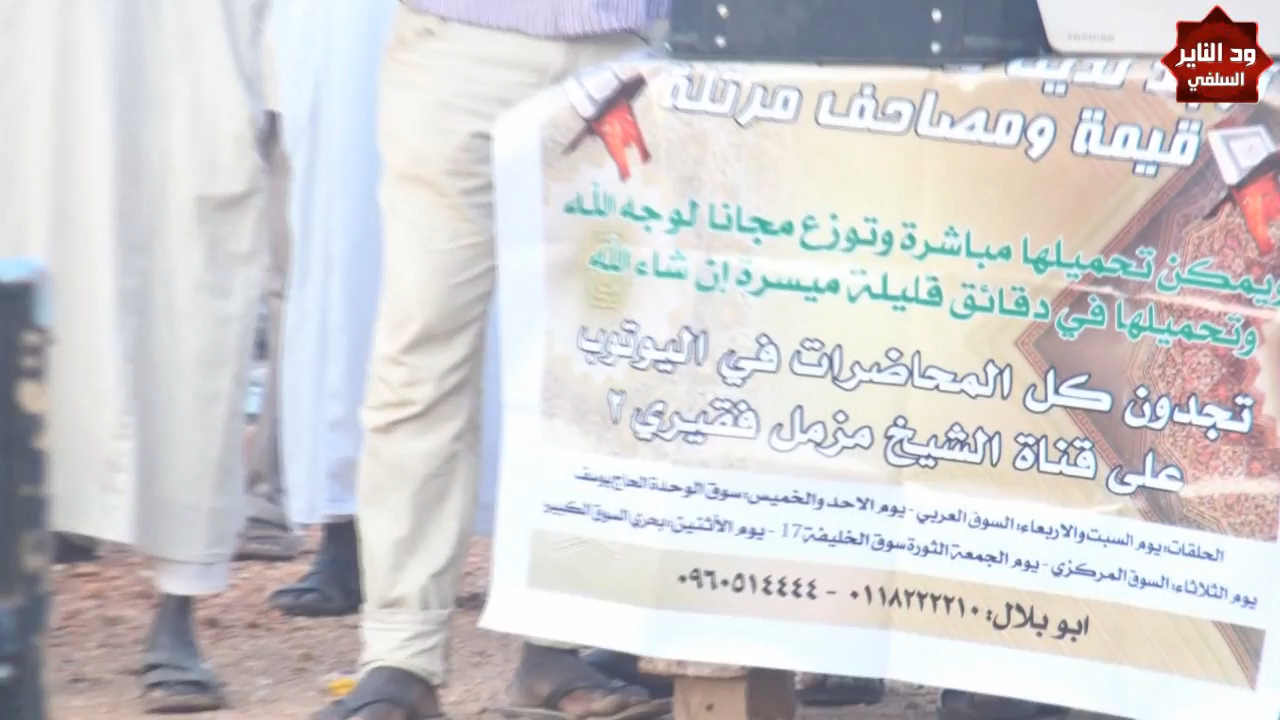 ود الناير
السلفي
قيمة ومصاحف مرتلة
ويمكن تحميلها مباشرة وتوزع مجانا لوجه الله
وتحميلها في دقائق قليلة ميسرة إن شاء الله
تجدون كل المحاضرات في اليوتوب
على قناة الشيخ مزمل فقيري ٢
الحلقات: يوم السبت والاربعاء: السوق العربي - يوم الاحد والخميس: سوق الوحدة الحاج يوسف
يوم الثلاثاء: السوق المركزي - يوم الجمعة الثورة سوق الخليفة 17 - يوم الأثنين: بحري السوق الكبير
ابو بلال: ٠١١٨٢٢٢٢١٠ - ٠٩٦٠٥١٤٤٤٤